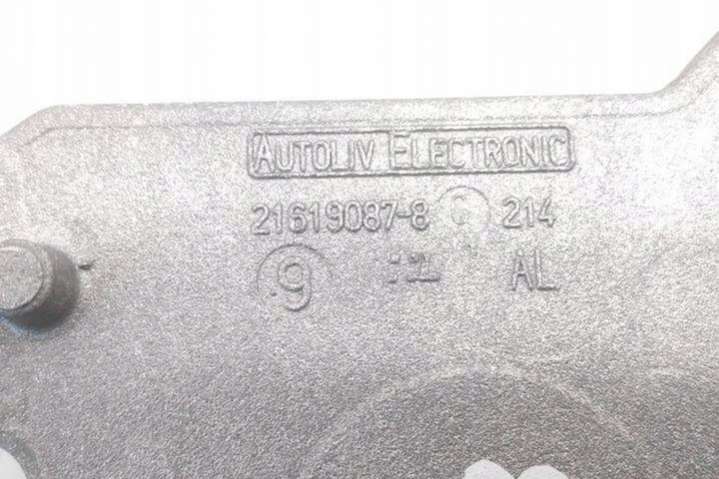 AUTOLIV ELECTRONIC
21619087-8 214
9 AL